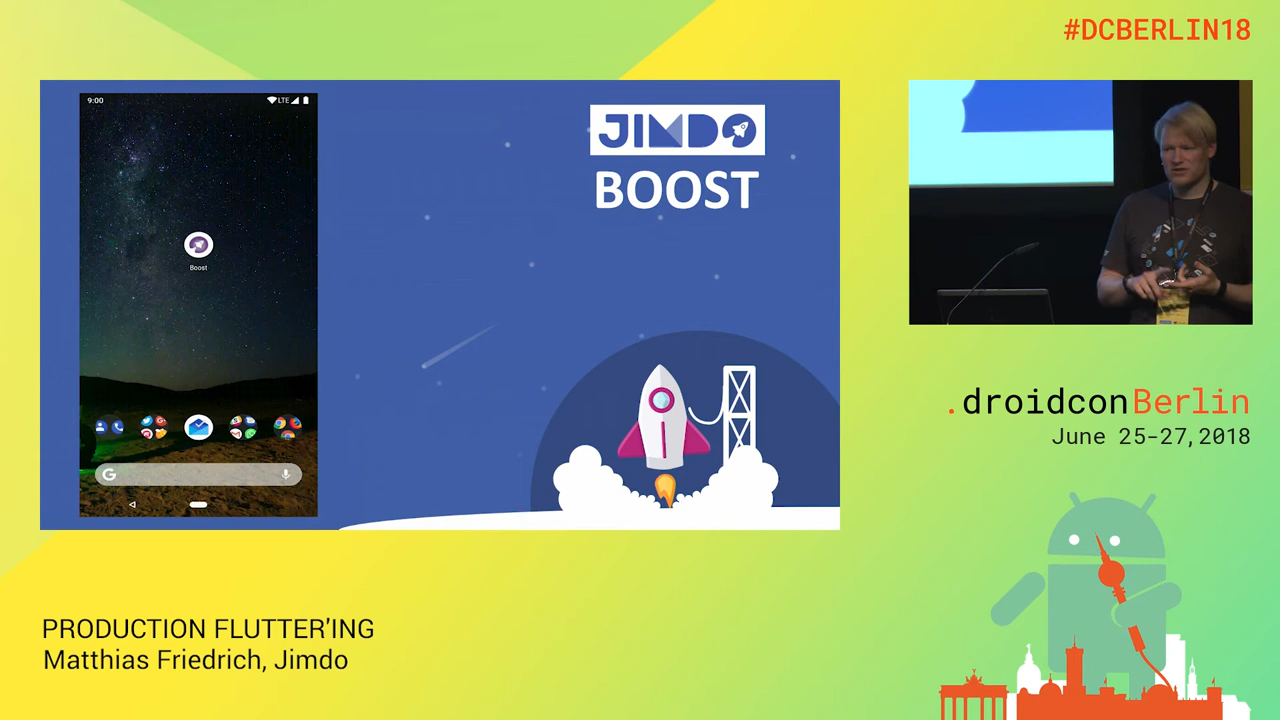 #DCBERLIN18
9:00
LTE
JIMDO
BOOST
Boost
G
.droidconBerlin
June 25-27, 2018
PRODUCTION FLUTTER'ING
Matthias Friedrich, Jimdo